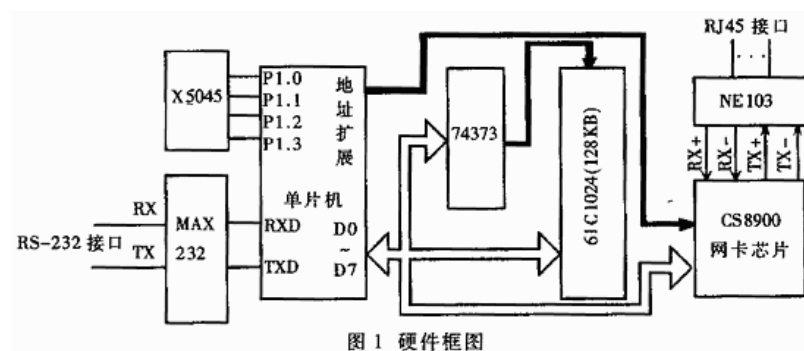 RJ45 接口
X5045
P1.0
P1.1
P1.2
P1.3
地址扩展
单片机
RXD
TXD
D0
~
D7
RX
TX
RS-232 接口
MAX
232
74373
61C1024(128KB)
NE103
RX+
RX-
TX+
TX-
CS8900
网卡芯片
图 1 硬件框图